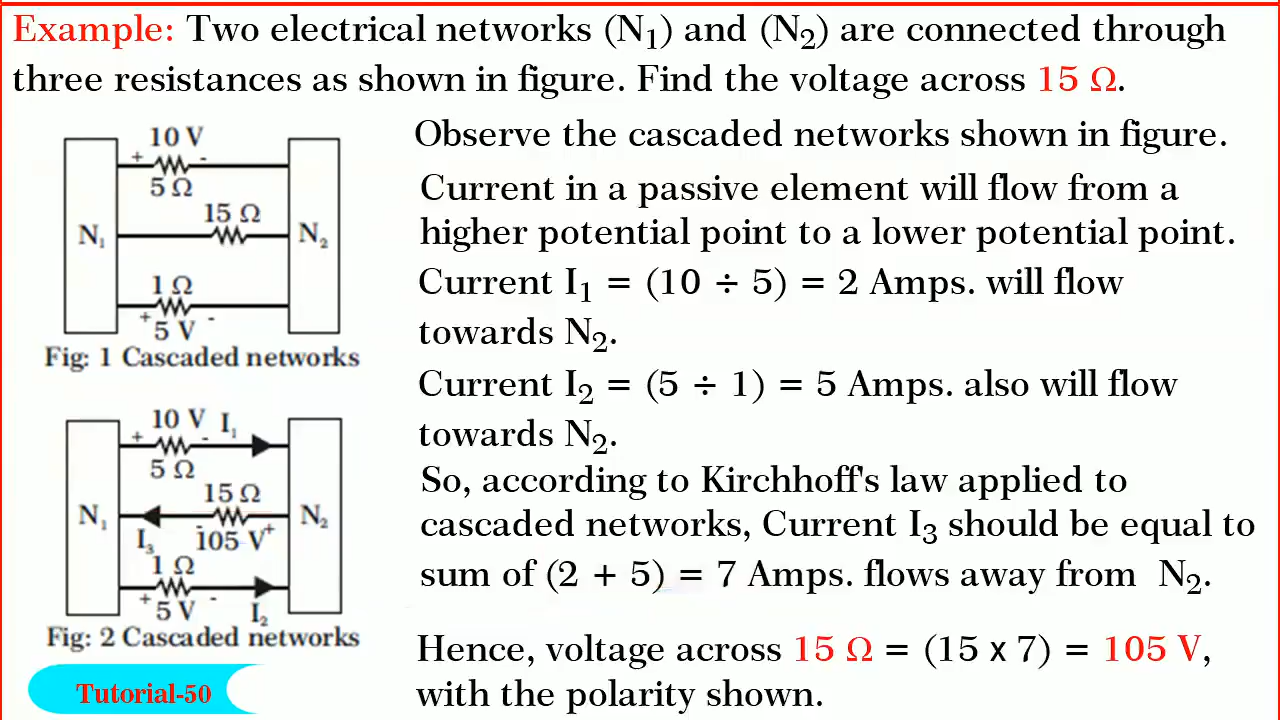 Example: Two electrical networks (N₁) and (N₂) are connected through
three resistances as shown in figure. Find the voltage across 15 Ω.
10 V
+ -
5 Ω
15 Ω
N₁ N₂
1 Ω
+ -
5 V
Fig: 1 Cascaded networks
10 V I₁
+ -
5 Ω
15 Ω
N₁ N₂
- +
I₃ 105 V
1 Ω
+ -
5 V I₂
Fig: 2 Cascaded networks
Tutorial-50
Observe the cascaded networks shown in figure.
Current in a passive element will flow from a
higher potential point to a lower potential point.
Current I₁ = (10 ÷ 5) = 2 Amps. will flow
towards N₂.
Current I₂ = (5 ÷ 1) = 5 Amps. also will flow
towards N₂.
So, according to Kirchhoff's law applied to
cascaded networks, Current I₃ should be equal to
sum of (2 + 5) = 7 Amps. flows away from N₂.
Hence, voltage across 15 Ω = (15 x 7) = 105 V,
with the polarity shown.